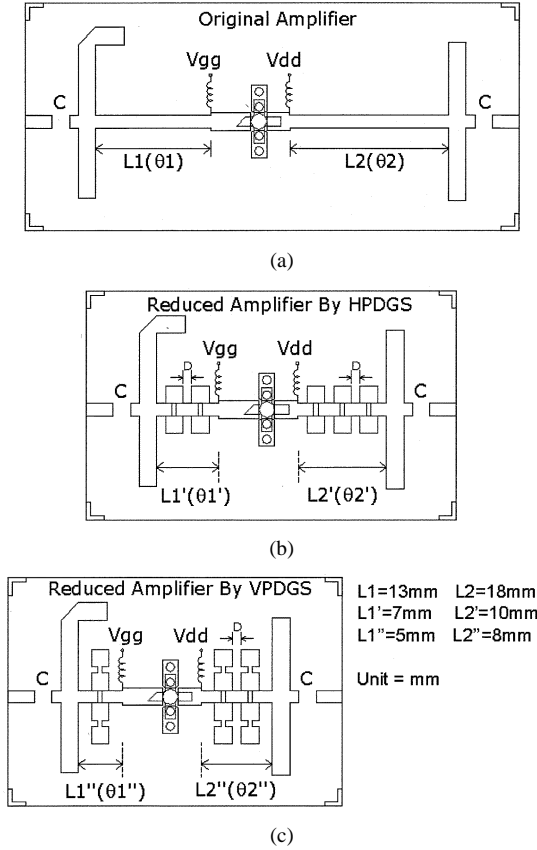 Original Amplifier
Vgg Vdd
C C
L1(θ1) L2(θ2)
(a)
Reduced Amplifier By HPDGS
Vgg Vdd
D D
C C
L1'(θ1') L2'(θ2')
(b)
Reduced Amplifier By VPDGS
Vgg Vdd D
C C
L1"(θ1") L2"(θ2")
L1=13mm L2=18mm
L1'=7mm L2'=10mm
L1"=5mm L2"=8mm
Unit = mm
(c)